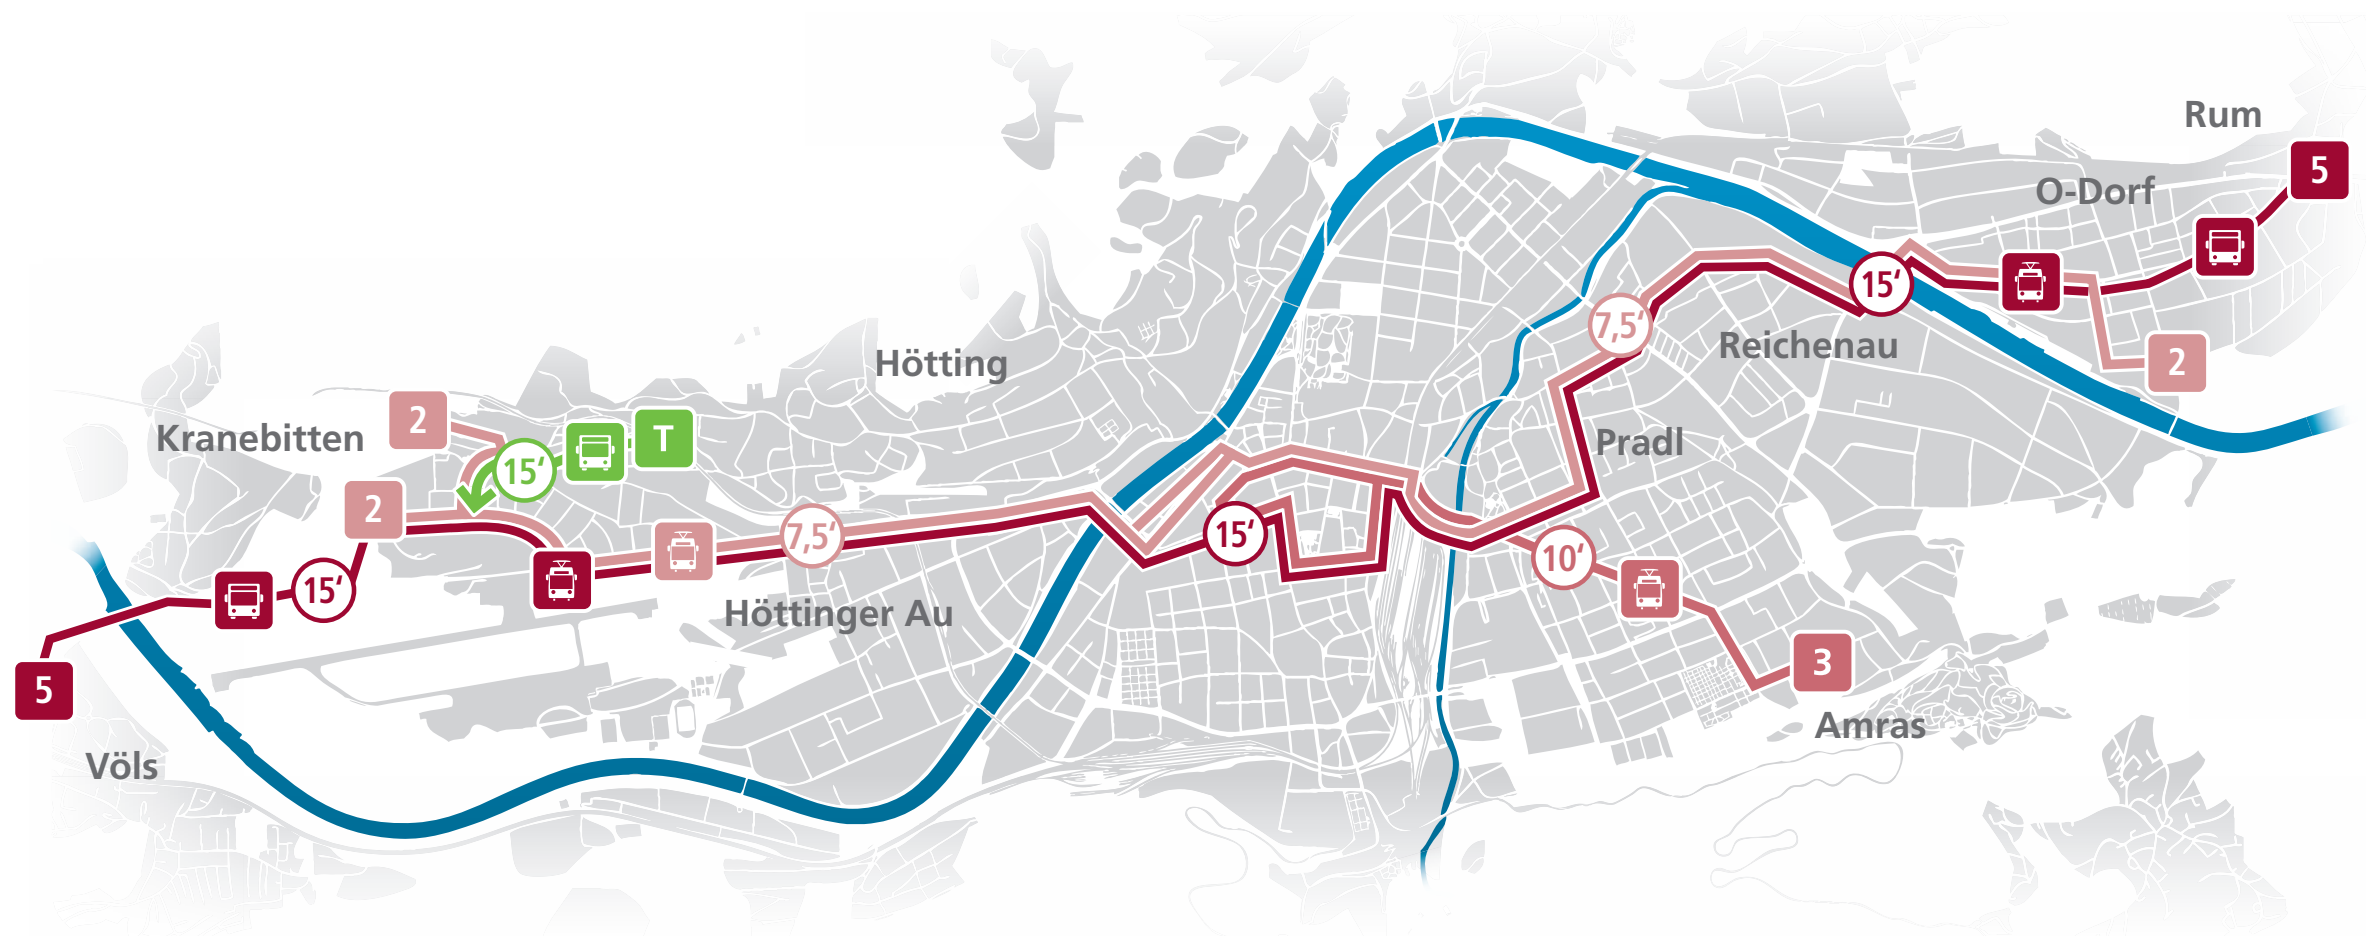 Rum
5
O-Dorf
15‘
2
7,5‘
Reichenau
Hötting
2
T
Kranebitten
15‘
Pradl
2
7,5‘
15‘
10‘
15‘
Höttinger Au
3
5
Amras
Völs